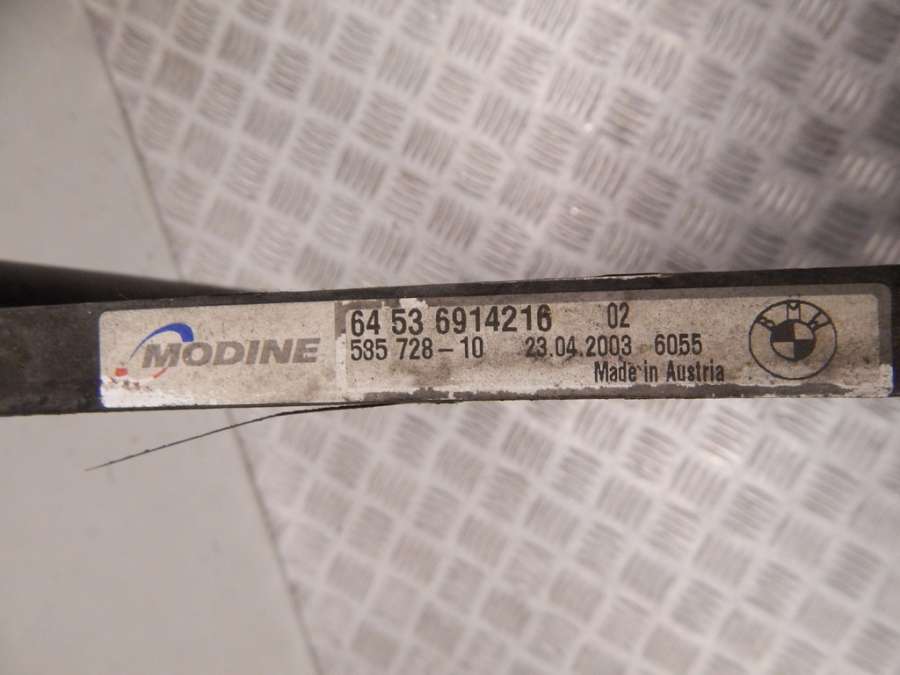 MODINE
64 53 6914216 02
585 728-10 23.04.2003 6055
Made in Austria
BMW